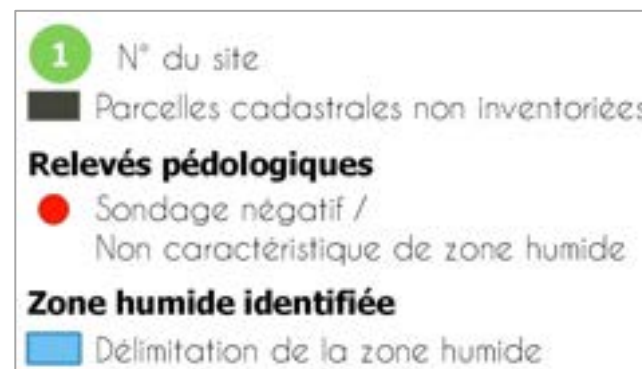 1 N° du site
Parcelles cadastrales non inventoriées
Relevés pédologiques
Sondage négatif /
Non caractéristique de zone humide
Zone humide identifiée
Délimitation de la zone humide